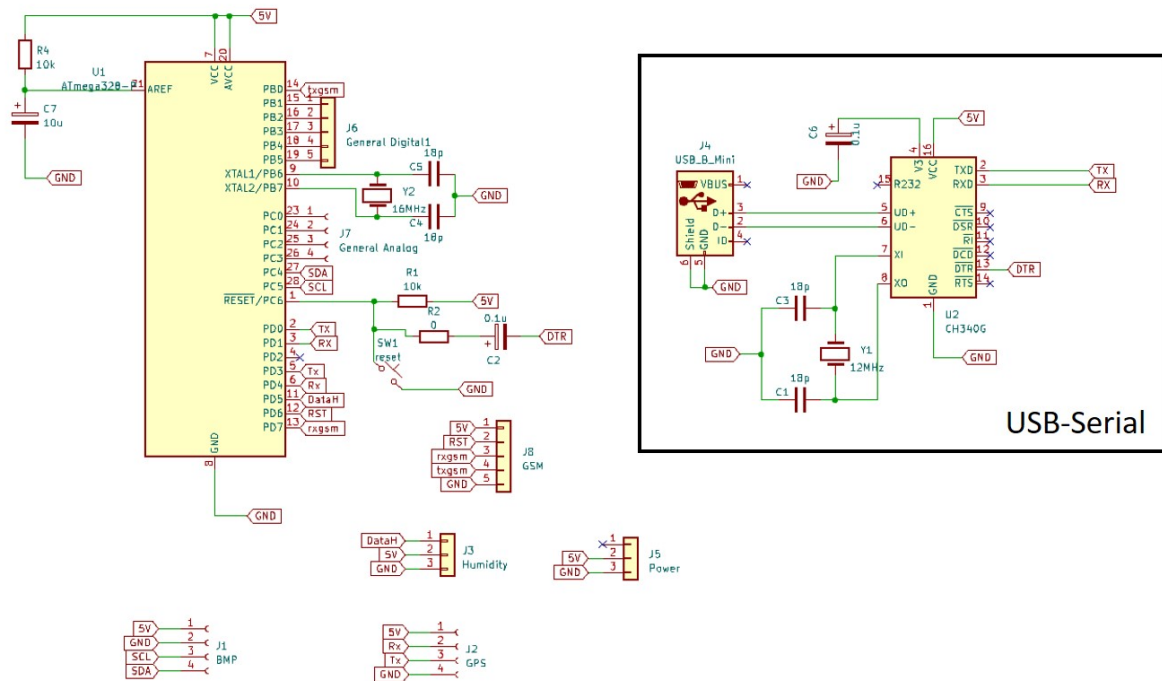 5V
R4
10k
U1
ATmega328-P
21
AREF
7
VCC
20
AVCC
C7
10u
GND
PB0 14 txgsm
PB1 15 1
PB2 16 2
PB3 17 3
PB4 18 4
PB5 19 5
J6
General Digital1
XTAL1/PB6 9
XTAL2/PB7 10
18p
C5
Y2
16MHz
C4
18p
GND
PC0 23 1
PC1 24 2
PC2 25 3
PC3 26 4
PC4 27 SDA
PC5 28 SCL
J7
General Analog
RESET/PC6 1
R1
10k
5V
R2
0
0.1u
C2
DTR
SW1
reset
GND
PD0 2 TX
PD1 3 RX
PD2 4
PD3 5 Tx
PD4 6 Rx
PD5 11 DataH
PD6 12 RST
PD7 13 rxgsm
GND
8
GND
5V 1
RST 2
rxgsm 3
txgsm 4
GND 5
J8
GSM
DataH 1
5V 2
GND 3
J3
Humidity
1
5V 2
GND 3
J5
Power
5V 1
GND 2
SCL 3
SDA 4
J1
BMP
5V 1
Rx 2
Tx 3
GND 4
J2
GPS
J4
USB_B_Mini
VBUS 1
D+ 3
D- 2
ID 4
Shield
GND
6 5
GND
C6
0.1u
GND
5V
4
V3
16
VCC
15 R232
5 UD+
6 UD-
7 XI
8 XO
TXD 2 TX
RXD 3 RX
CTS 9
DSR 10
RI 11
DCD 12
DTR 13 DTR
RTS 14
GND
1
U2
CH340G
GND
18p
C3
GND
Y1
12MHz
18p
C1
USB-Serial